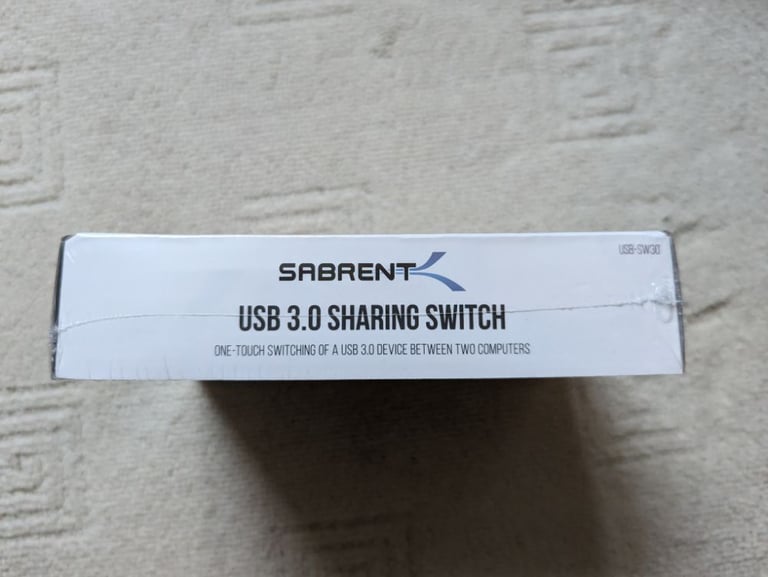 USB-SW30
SABRENT
USB 3.0 SHARING SWITCH
ONE-TOUCH SWITCHING OF A USB 3.0 DEVICE BETWEEN TWO COMPUTERS